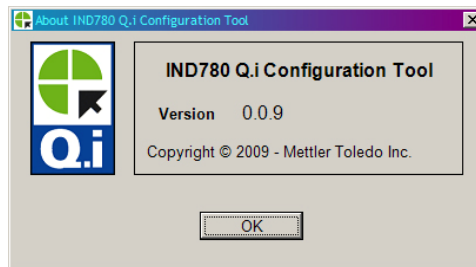 About IND780 Q.i Configuration Tool
IND780 Q.i Configuration Tool
Version 0.0.9
Copyright © 2009 - Mettler Toledo Inc.
Q.i
OK